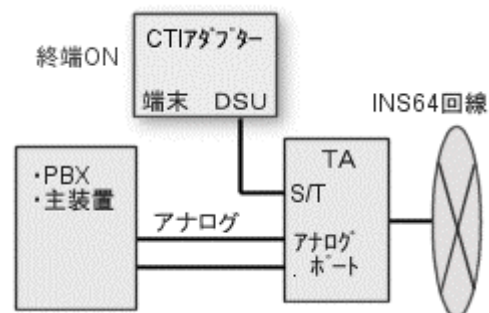 CTIアダプター
終端ON
端末 DSU
INS64回線
TA
・PBX
・主装置
S/T
アナログ
アナログ
ポート